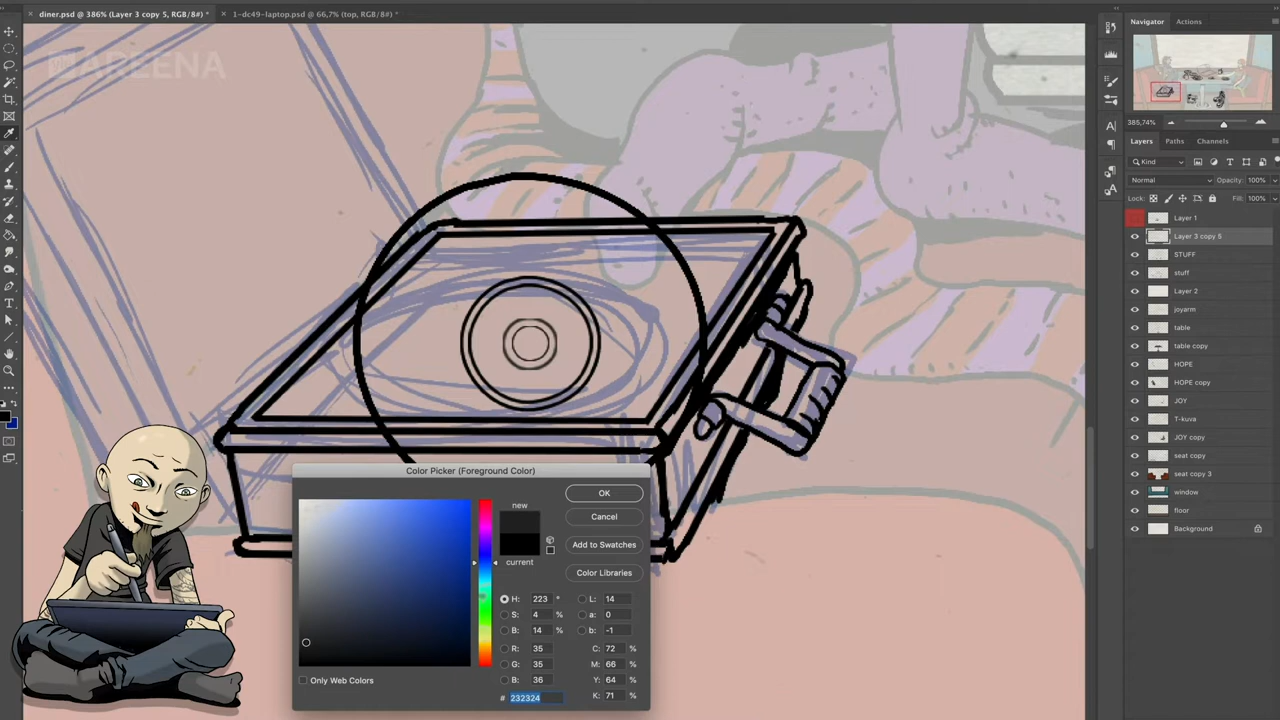 diner.psd @ 386% (Layer 3 copy 5, RGB/8#) *
1-dc49-laptop.psd @ 66,7% (top, RGB/8#) *
AREENA
Navigator
Actions
385,74%
Layers
Paths
Channels
Kind
Normal
Opacity: 100%
Lock:
Fill: 100%
Layer 1
Layer 3 copy 5
STUFF
stuff
Layer 2
joyarm
table
table copy
HOPE
HOPE copy
JOY
T-kuva
JOY copy
seat copy
seat copy 3
window
floor
Background
Color Picker (Foreground Color)
new
current
OK
Cancel
Add to Swatches
Color Libraries
H: 223 °
S: 4 %
B: 14 %
R: 35
G: 35
B: 36
# 232324
L: 14
a: 0
b: -1
C: 72 %
M: 66 %
Y: 64 %
K: 71 %
Only Web Colors